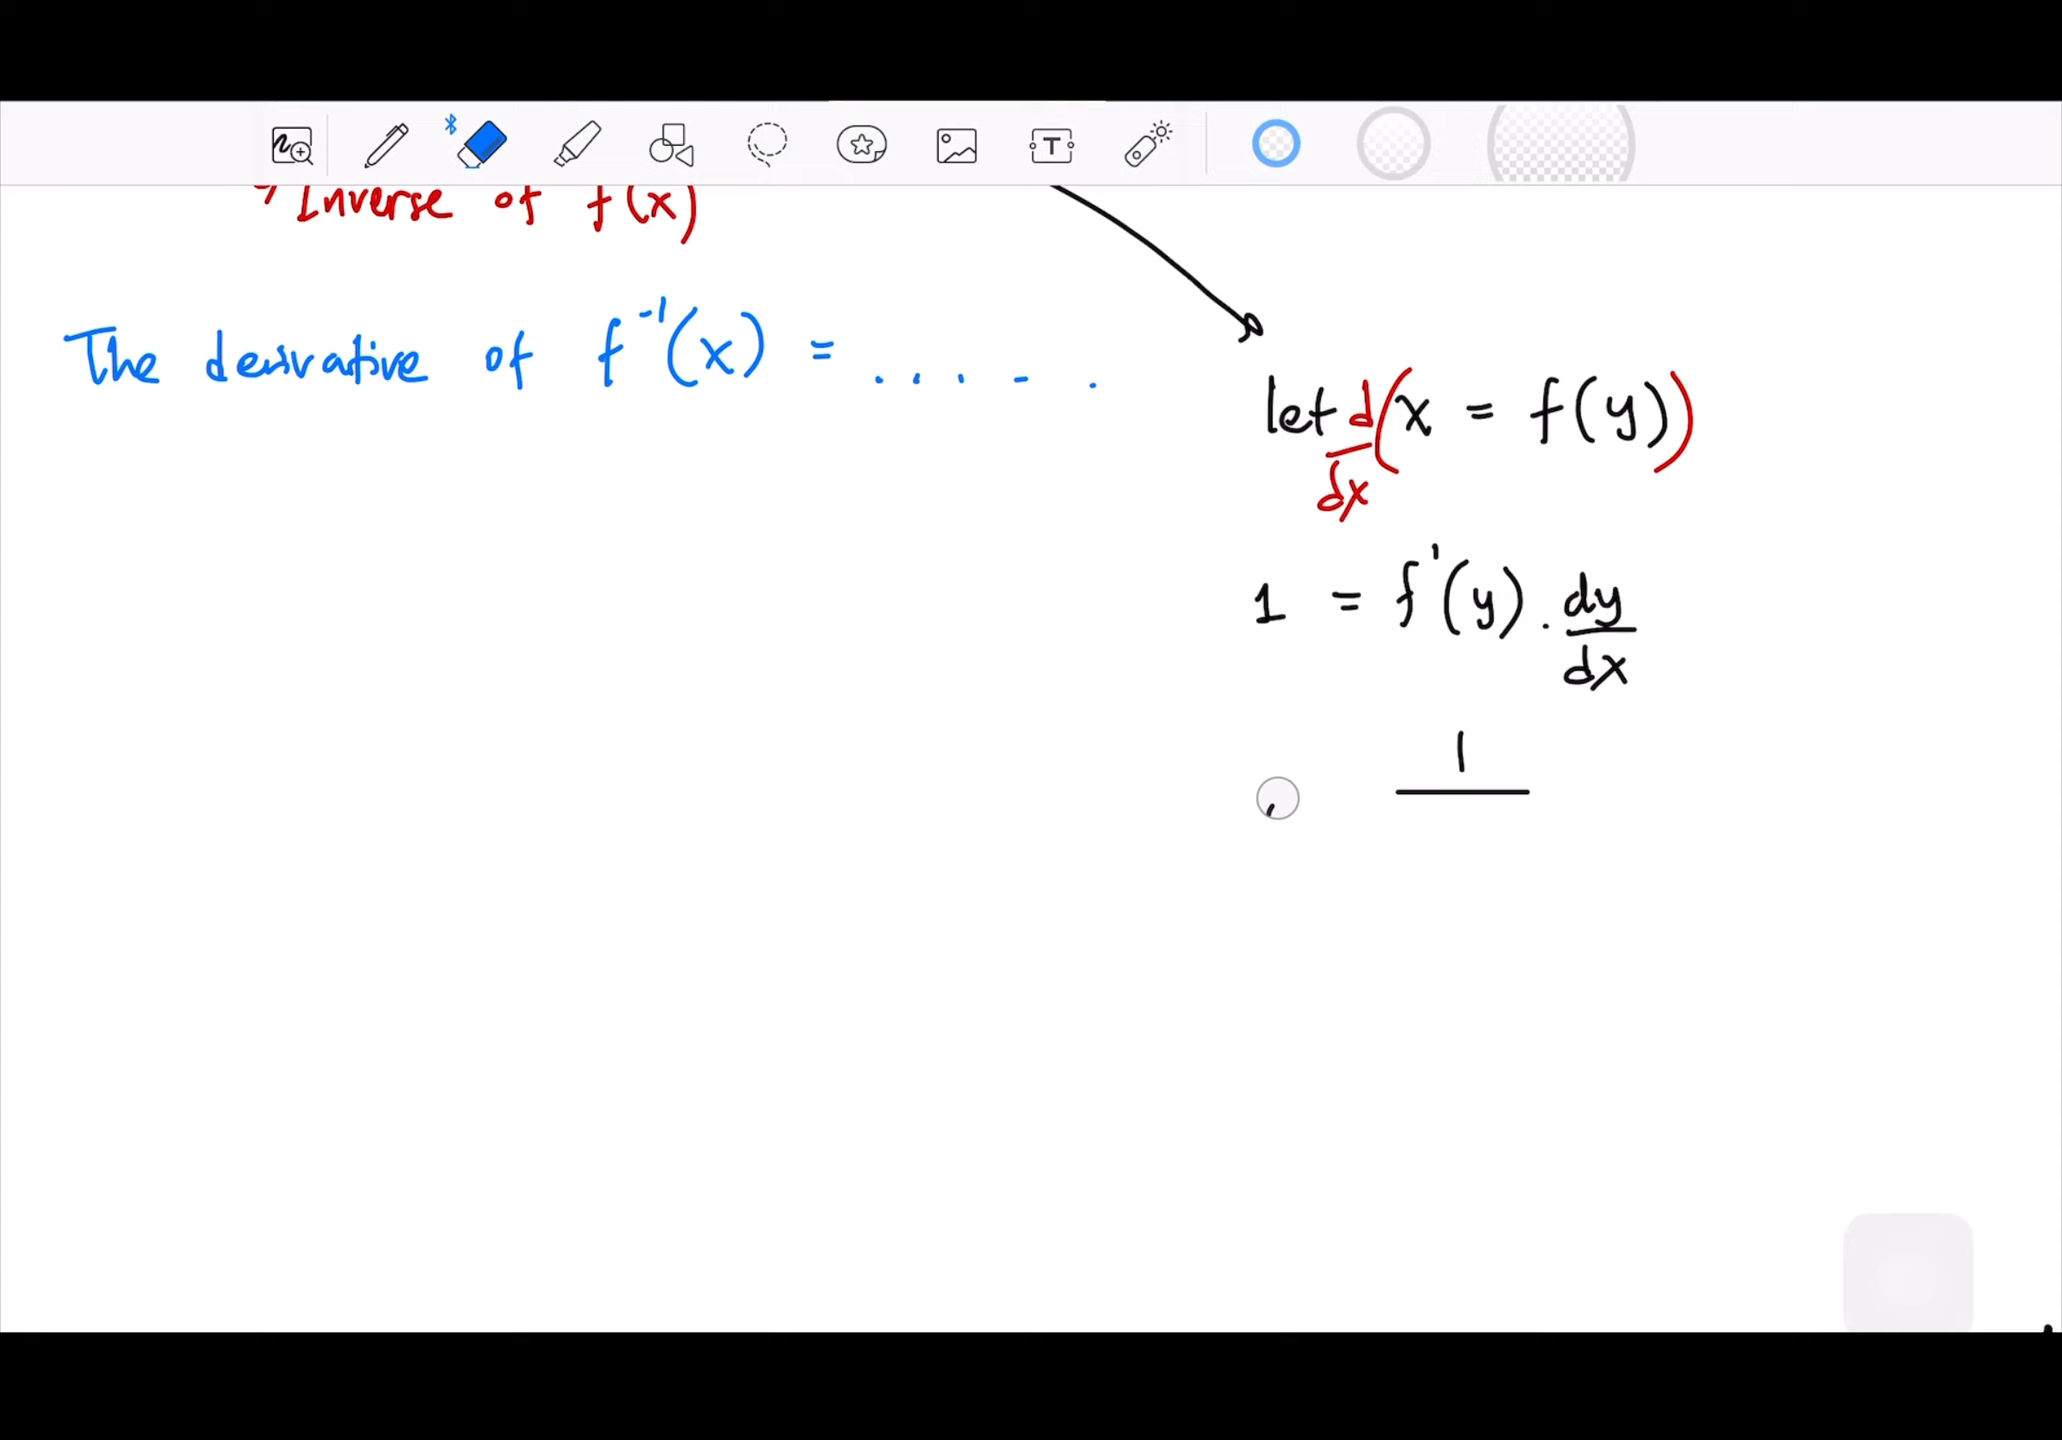 Inverse of f(x)
The derivative of f⁻¹(x) = ......
let d/dx (x = f(y))
1 = f'(y) . dy/dx
1